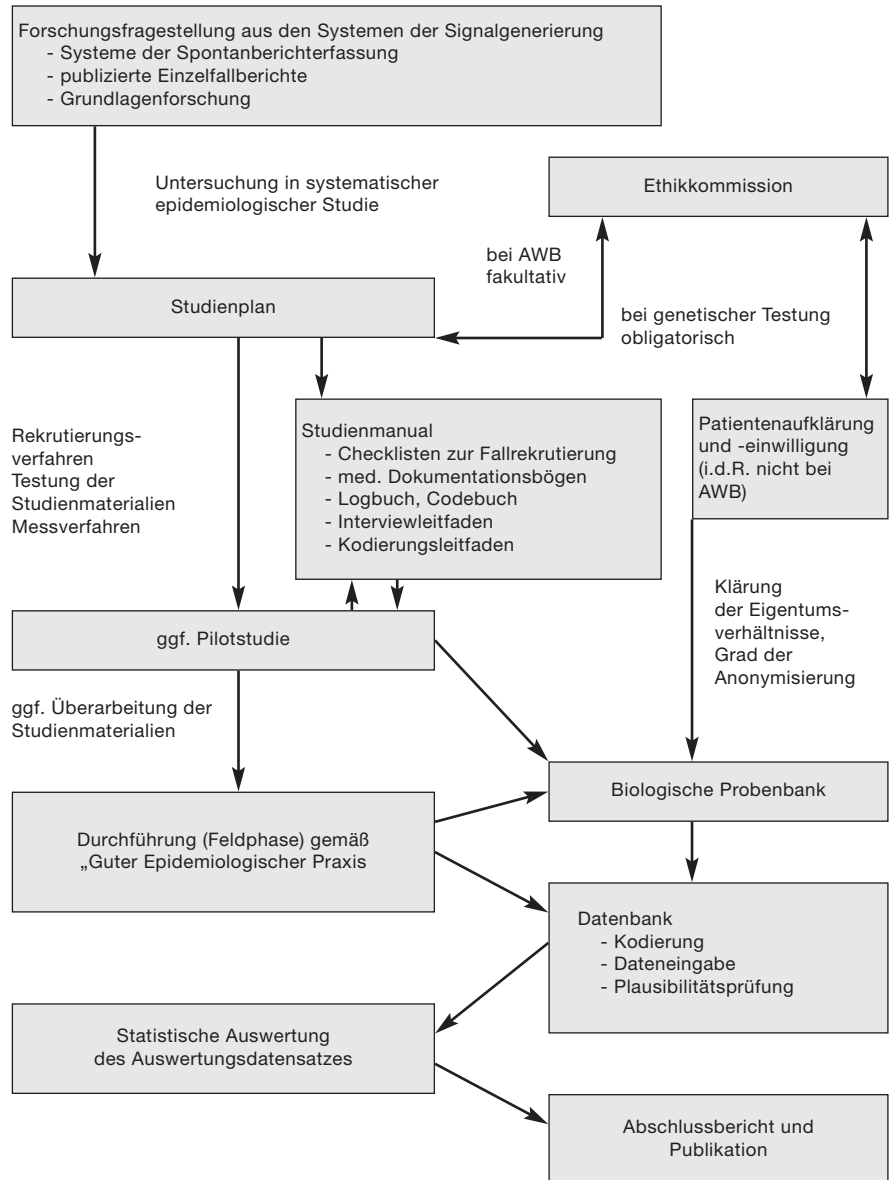 Forschungsfragestellung aus den Systemen der Signalgenerierung
- Systeme der Spontanberichterfassung
- publizierte Einzelfallberichte
- Grundlagenforschung
Untersuchung in systematischer
epidemiologischer Studie
Ethikkommission
bei AWB
fakultativ
Studienplan
bei genetischer Testung
obligatorisch
Rekrutierungs-
verfahren
Testung der
Studienmaterialien
Messverfahren
Studienmanual
- Checklisten zur Fallrekrutierung
- med. Dokumentationsbögen
- Logbuch, Codebuch
- Interviewleitfaden
- Kodierungsleitfaden
Patientenaufklärung
und -einwilligung
(i.d.R. nicht bei
AWB)
Klärung
der Eigentums-
verhältnisse,
Grad der
Anonymisierung
ggf. Pilotstudie
ggf. Überarbeitung der
Studienmaterialien
Biologische Probenbank
Durchführung (Feldphase) gemäß
„Guter Epidemiologischer Praxis
Datenbank
- Kodierung
- Dateneingabe
- Plausibilitätsprüfung
Statistische Auswertung
des Auswertungsdatensatzes
Abschlussbericht und
Publikation